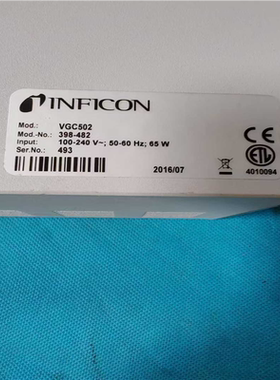 INFICON
Mod.: VGC502
Mod.-No.: 398-482
Input: 100-240 V~; 50-60 Hz; 65 W
Ser.No.: 493
2016/07
CE
ETL
4010094